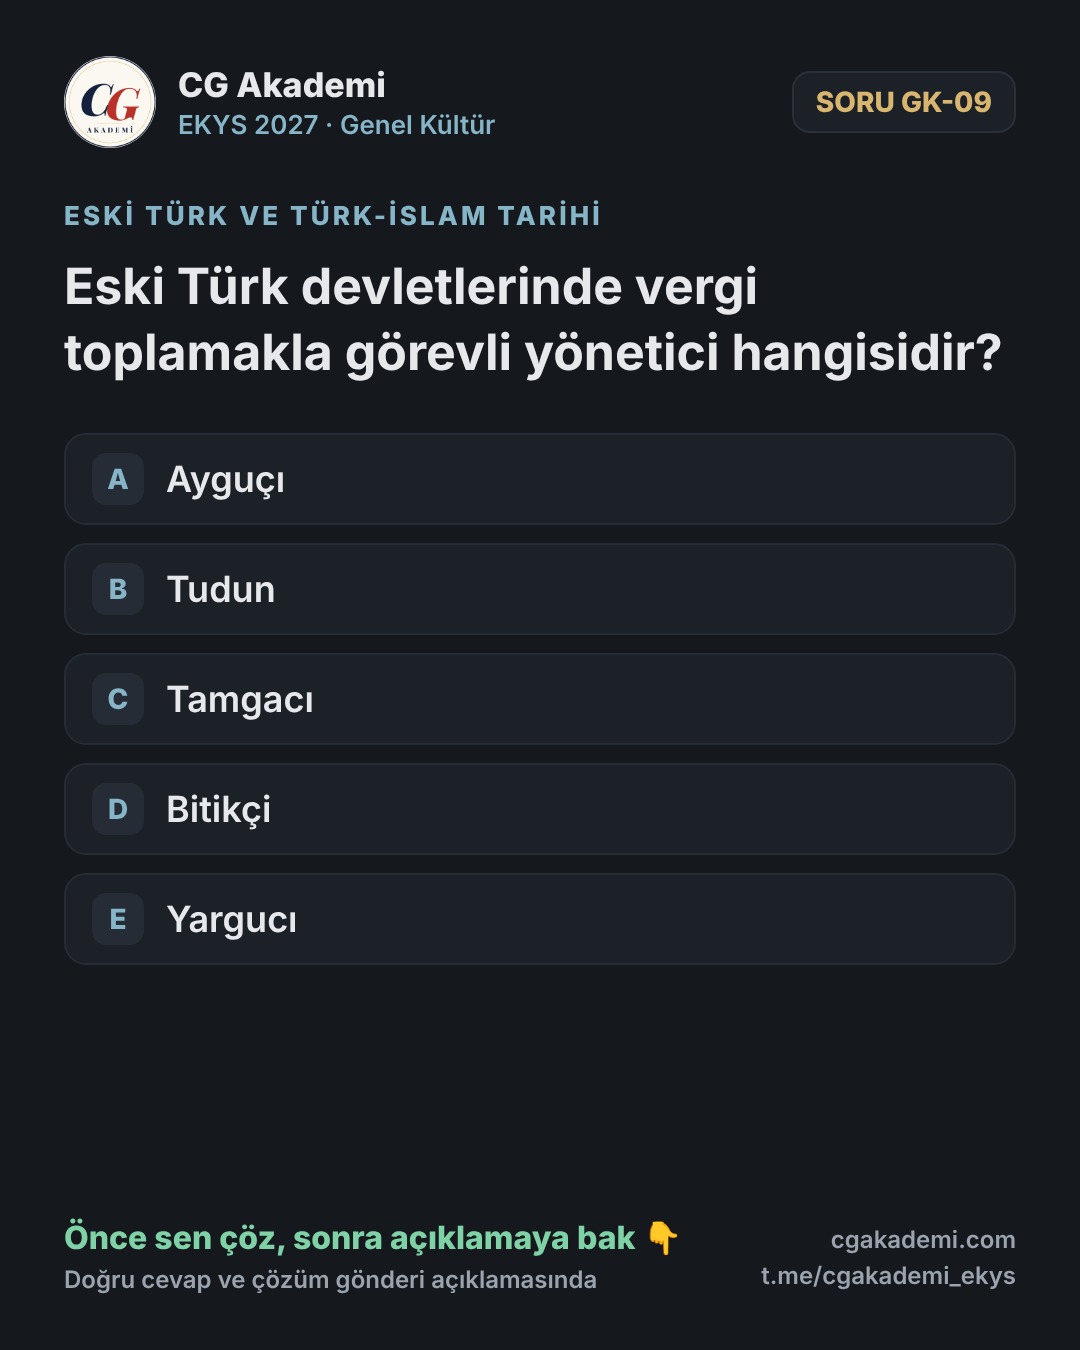 CG
AKADEMİ
CG Akademi
EKYS 2027 · Genel Kültür
SORU GK-09
ESKİ TÜRK VE TÜRK-İSLAM TARİHİ
Eski Türk devletlerinde vergi
toplamakla görevli yönetici hangisidir?
A Ayguçı
B Tudun
C Tamgacı
D Bitikçi
E Yargucı
Önce sen çöz, sonra açıklamaya bak 👇
Doğru cevap ve çözüm gönderi açıklamasında
cgakademi.com
t.me/cgakademi_ekys